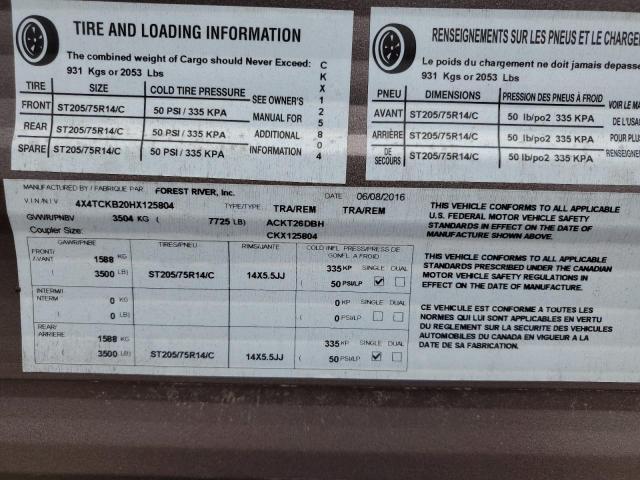 TIRE AND LOADING INFORMATION
The combined weight of Cargo should Never Exceed:
931 Kgs or 2053 Lbs
TIRE SIZE COLD TIRE PRESSURE SEE OWNER'S MANUAL FOR ADDITIONAL INFORMATION
FRONT ST205/75R14/C 50 PSI / 335 KPA
REAR ST205/75R14/C 50 PSI / 335 KPA
SPARE ST205/75R14/C 50 PSI / 335 KPA
CKX125804
RENSEIGNEMENTS SUR LES PNEUS ET LE CHARGEM
Le poids du chargement ne doit jamais depasse
931 Kgs or 2053 Lbs
PNEU DIMENSIONS PRESSION DES PNEUS À FROID
AVANT ST205/75R14/C 50 lb/po2 335 KPA
ARRIÈRE ST205/75R14/C 50 lb/po2 335 KPA
DE SECOURS ST205/75R14/C 50 lb/po2 335 KPA
VOIR LE M
DE L'US
POUR
RENSEIGNE
MANUFACTURED BY / FABRIQUE PAR FOREST RIVER, Inc. DATE 06/08/2016
V.I.N / N.I.V 4X4TCKB20HX125804 TYPE/TYPE: TRA/REM TRA/REM
GVWR/PNBV 3504 KG ( 7725 LB) ACKT26DBH
Coupler Size: CKX125804
GAWR/PNBE TIRES/PNEU RIMS/JANTE COLD INFL PRESS/PRESS DE GONFL A FROID
FRONT/ AVANT 1588 KG 335 KP SINGLE DUAL
( 3500 LB) ST205/75R14/C 14X5.5JJ ( 50 PSI/LP
INTERM/ INTERM 0 KG 0 KP SINGLE DUAL
( 0 LB) ( 0 PSI/LP
REAR/ ARRIERE 1588 KG 335 KP SINGLE DUAL
( 3500 LB) ST205/75R14/C 14X5.5JJ ( 50 PSI/LP
THIS VEHICLE CONFORMS TO ALL APPLICABLE
U.S. FEDERAL MOTOR VEHICLE SAFETY
STANDARDS IN EFFECT ON THE DATE OF
MANUFACTURE SHOWN ABOVE.
THIS VEHICLE CONFORMS TO ALL APPLICABLE
STANDARDS PRESCRIBED UNDER THE CANADIAN
MOTOR VEHICLE SAFETY REGULATIONS IN
EFFECT ON THE DATE OF MANUFACTURE.
CE VEHICULE EST CONFORME A TOUTES LES
NORMES QUI LUI SONT APPLICABLES EN VERTU
DU REGLEMENT SUR LA SECURITE DES VEHICULES
AUTOMOBILES DU CANADA EN VIGUEUR A LA
DATE DE SA FABRICATION.